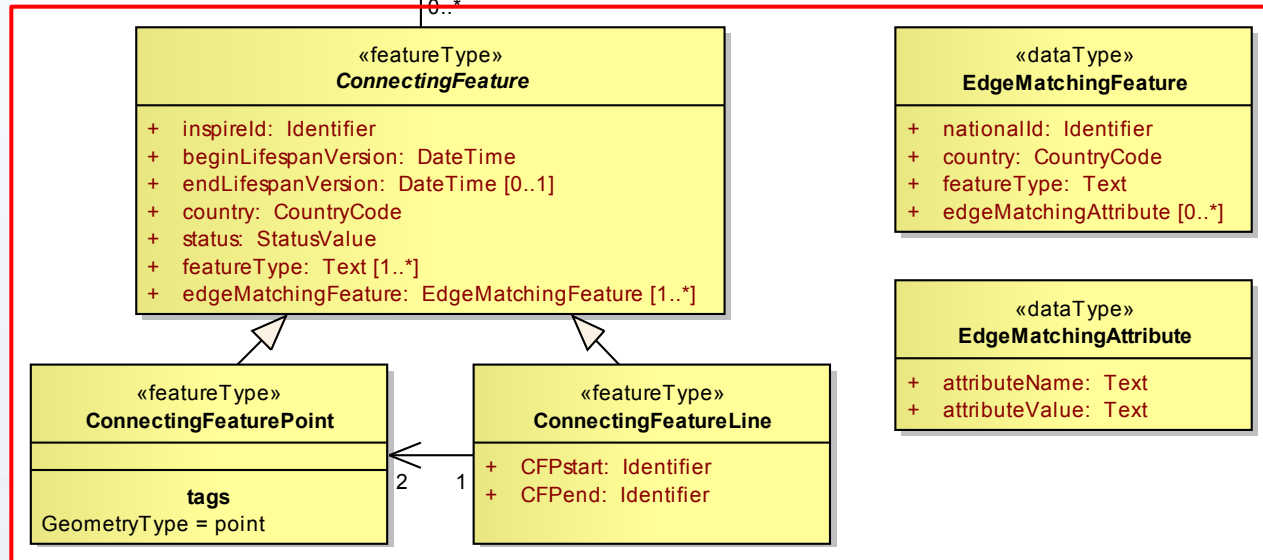 0..*
«featureType»
ConnectingFeature
+ inspireId: Identifier
+ beginLifespanVersion: DateTime
+ endLifespanVersion: DateTime [0..1]
+ country: CountryCode
+ status: StatusValue
+ featureType: Text [1..*]
+ edgeMatchingFeature: EdgeMatchingFeature [1..*]
«dataType»
EdgeMatchingFeature
+ nationalId: Identifier
+ country: CountryCode
+ featureType: Text
+ edgeMatchingAttribute [0..*]
«dataType»
EdgeMatchingAttribute
+ attributeName: Text
+ attributeValue: Text
«featureType»
ConnectingFeaturePoint
tags
GeometryType = point
2
1
«featureType»
ConnectingFeatureLine
+ CFPstart: Identifier
+ CFPend: Identifier